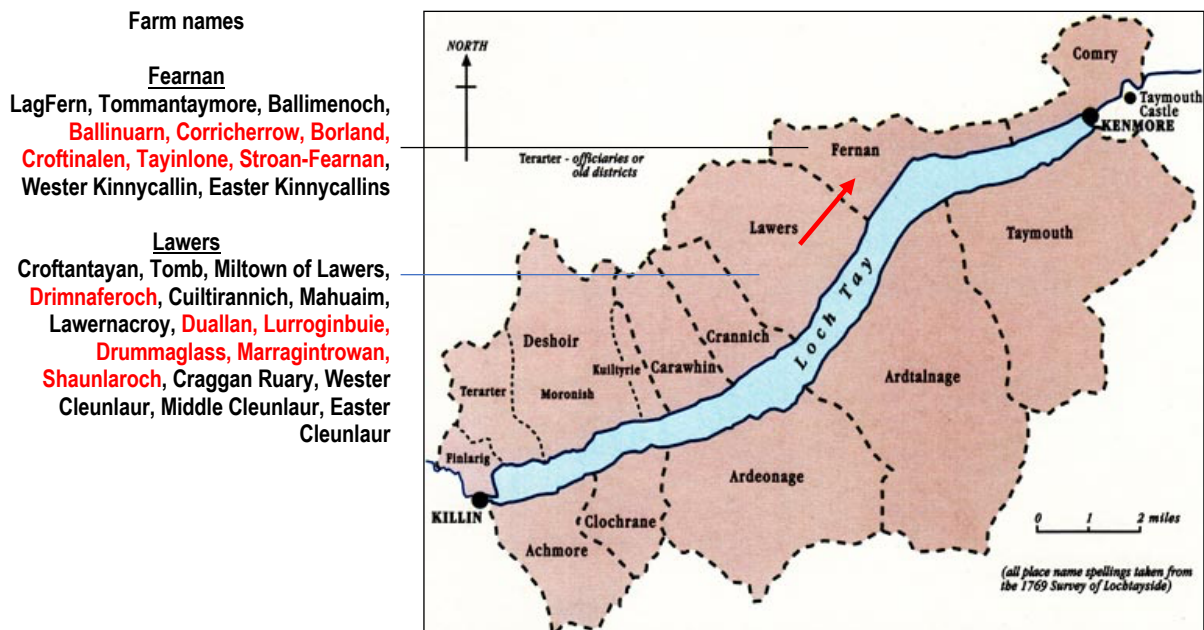 Farm names
Fearnan
LagFern, Tommantaymore, Ballimenoch,
Ballinuarn, Corricherrow, Borland,
Croftinalen, Tayinlone, Stroan-Fearnan,
Wester Kinnycallin, Easter Kinnycallins
Lawers
Croftantayan, Tomb, Miltown of Lawers,
Drimnaferoch, Cuiltirannich, Mahuaim,
Lawernacroy, Duallan, Lurroginbuie,
Drummaglass, Marragintrowan,
Shaunlaroch, Craggan Ruary, Wester
Cleunlaur, Middle Cleunlaur, Easter
Cleunlaur
NORTH
Terarter - officiaries or
old districts
Comry
Taymouth
Castle
KENMORE
Fernan
Lawers
Taymouth
Loch Tay
Deshoir
Crannich
Kuiltyrie
Carawhin
Ardtalnage
Terarter
Moronish
Finlarig
Ardeonage
KILLIN
Clochrane
Achmore
0 1 2 miles
(all place name spellings taken from
the 1769 Survey of Lochtayside)